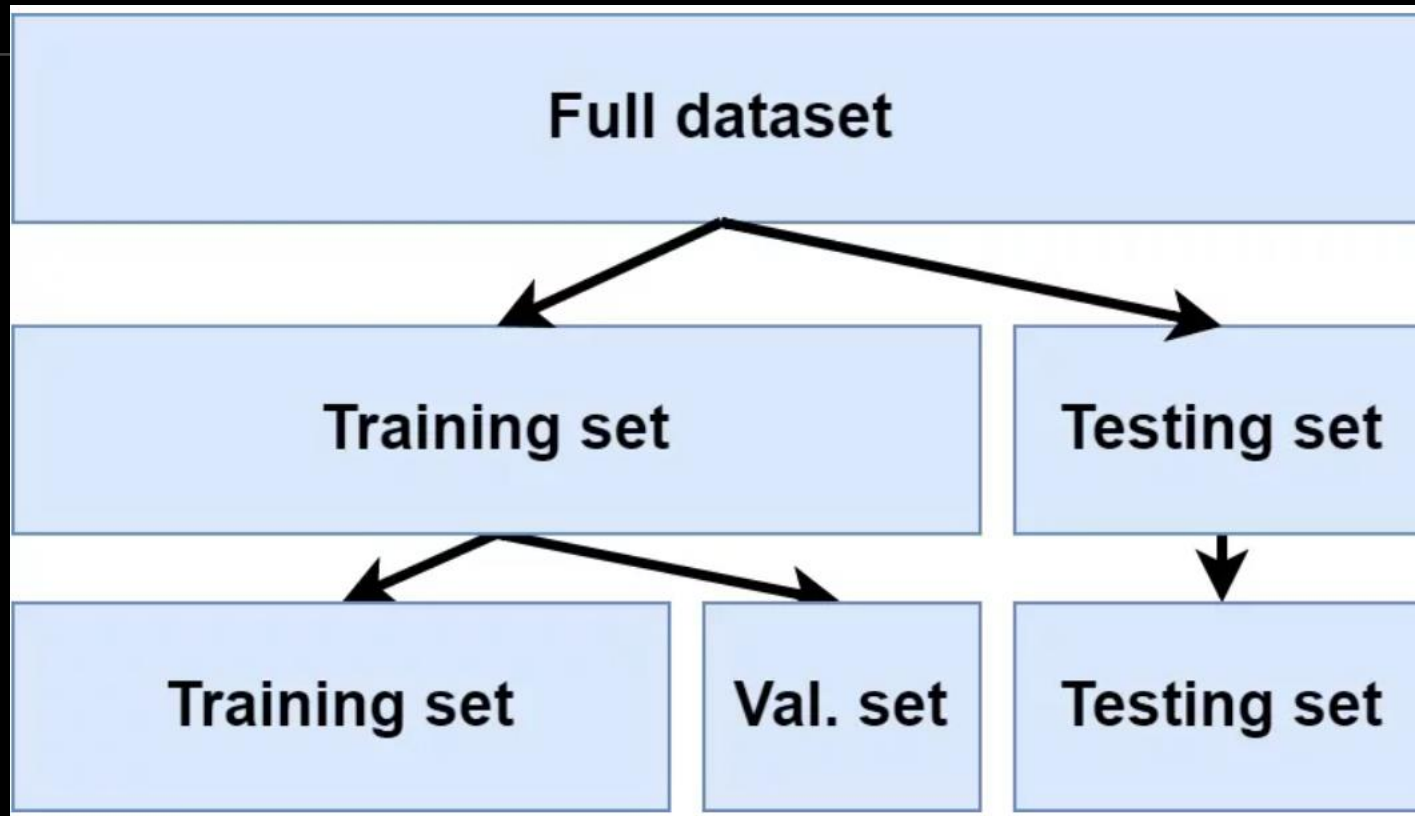 Full dataset
Training set
Testing set
Training set
Val. set
Testing set